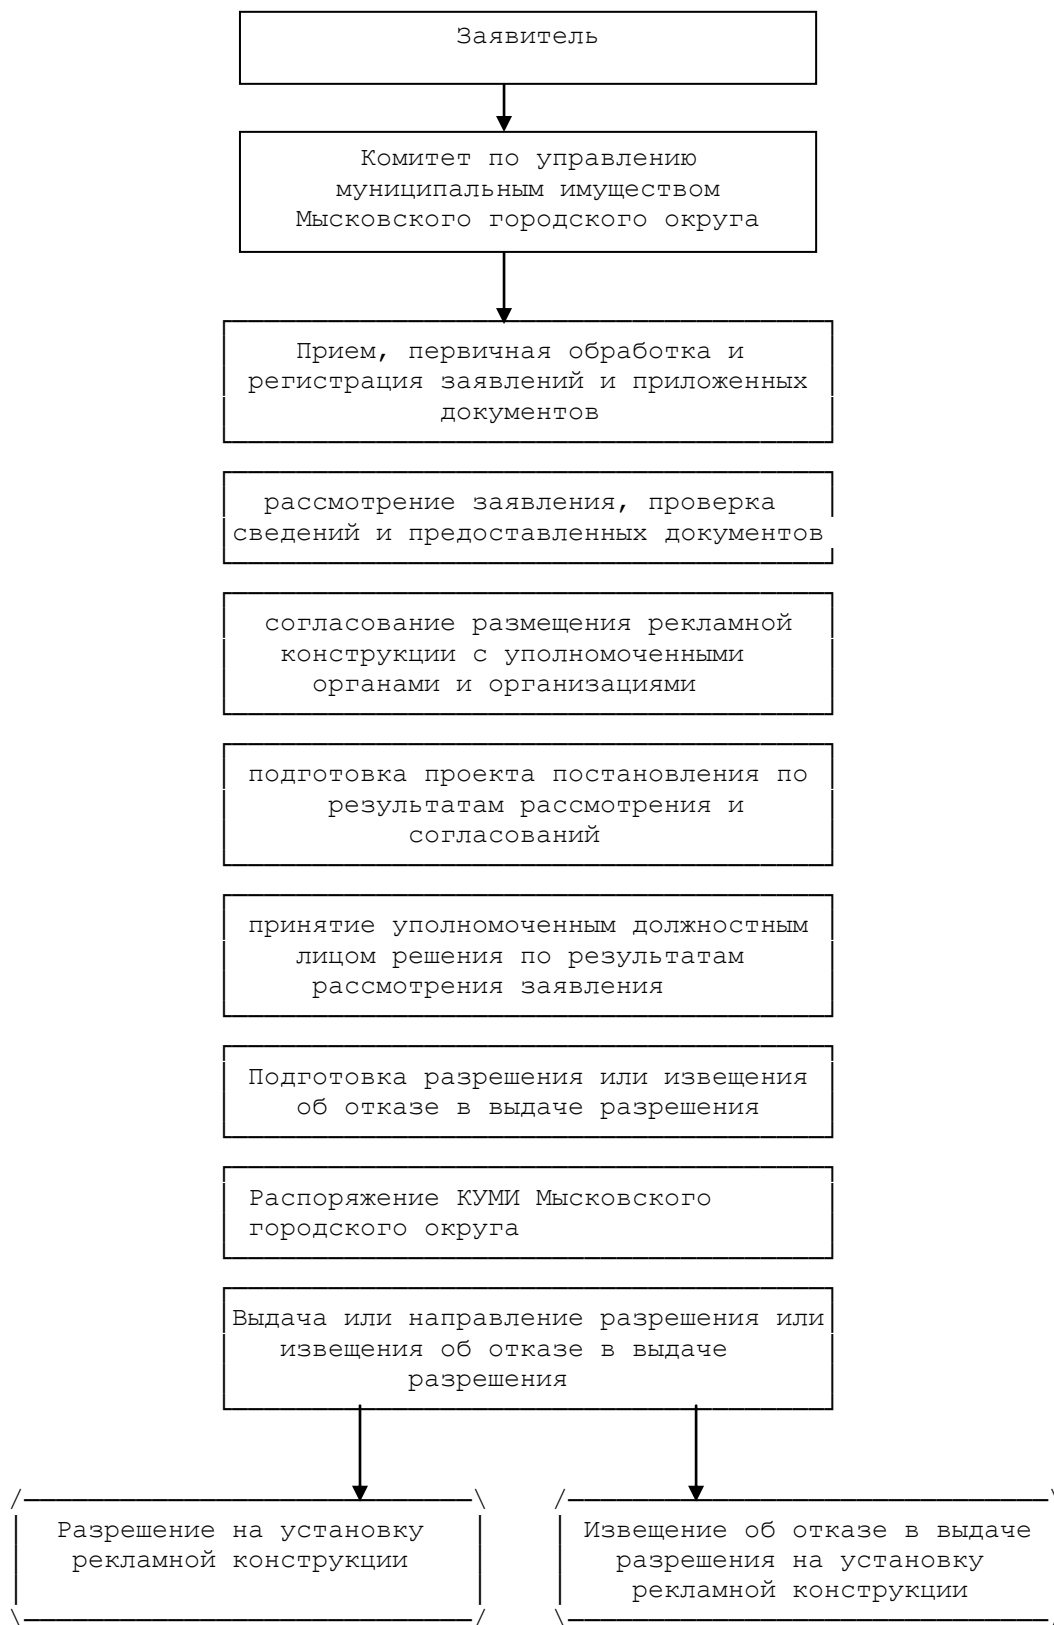 Заявитель
Комитет по управлению
муниципальным имуществом
Мысковского городского округа
Прием, первичная обработка и
регистрация заявлений и приложенных
документов
рассмотрение заявления, проверка
сведений и предоставленных документов
согласование размещения рекламной
конструкции с уполномоченными
органами и организациями
подготовка проекта постановления по
результатам рассмотрения и
согласований
принятие уполномоченным должностным
лицом решения по результатам
рассмотрения заявления
Подготовка разрешения или извещения
об отказе в выдаче разрешения
Распоряжение КУМИ Мысковского
городского округа
Выдача или направление разрешения или
извещения об отказе в выдаче
разрешения
Разрешение на установку
рекламной конструкции
Извещение об отказе в выдаче
разрешения на установку
рекламной конструкции